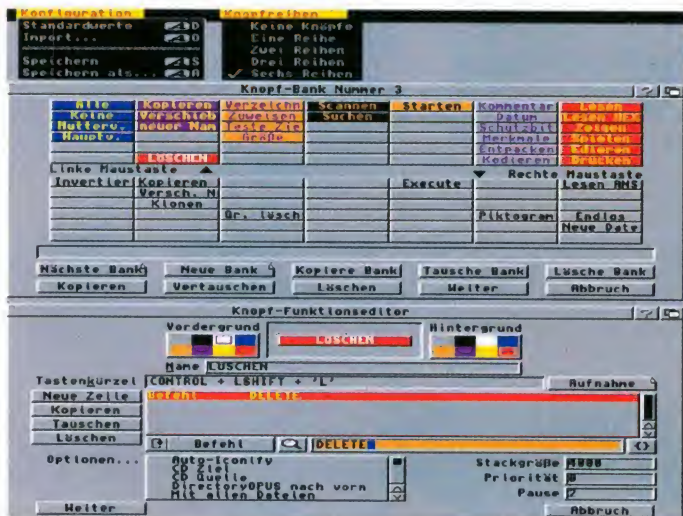 Konfiguration
Standardwerte D
Import... O
Speichern S
Speichern als... A
Knopfreihen
Keine Knöpfe
Eine Reihe
Zwei Reihen
Drei Reihen
✓ Sechs Reihen
Knopf-Bank Nummer 3
Alle Kopieren Verzeichn Scannen Starten Kommentar Lesen
Keine Verschieb Zuweisen Suchen Datum Lesen HEX
Mutterv. neuer Nam Teste Zie Schutzbit Zeigen
Hauptv. Größe Merkmale Spielen
Entpacken Edieren
LÖSCHEN Kodieren Drucken
Linke Maustaste ▲ ▼ Rechte Maustaste
Invertier Kopieren Execute Lesen ANS
Versch. N
Klonen
Gr. lösch Piktogram Endlos
Neue Date
Nächste Bank Neue Bank Kopiere Bank Tausche Bank Lösche Bank
Kopieren Vertauschen Löschen Weiter Abbruch
Knopf-Funktionseditor
Vordergrund LÖSCHEN Hintergrund
Name LÖSCHEN
Tastenkürzel CONTROL + LSHIFT + 'L' Aufnahme
Neue Zeile Befehl DELETE
Kopieren
Tauschen
Löschen Befehl DELETE <>
Optionen... Auto-Iconify Stackgröße 4000
CD Ziel Priorität 0
CD Quelle Pause 2
DirectoryOPUS nach vorn
Mit allen Dateien
Weiter Abbruch